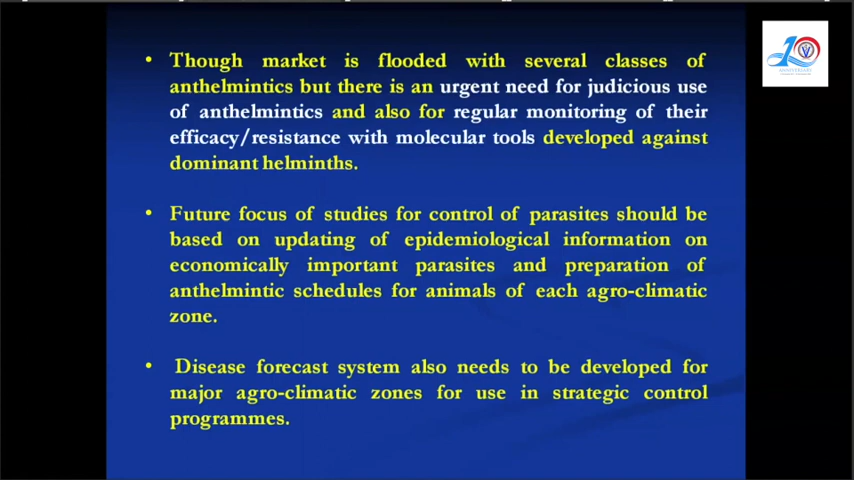 • Though market is flooded with several classes of
anthelmintics but there is an urgent need for judicious use
of anthelmintics and also for regular monitoring of their
efficacy/resistance with molecular tools developed against
dominant helminths.
• Future focus of studies for control of parasites should be
based on updating of epidemiological information on
economically important parasites and preparation of
anthelmintic schedules for animals of each agro-climatic
zone.
• Disease forecast system also needs to be developed for
major agro-climatic zones for use in strategic control
programmes.
10
V
ANNIVERSARY